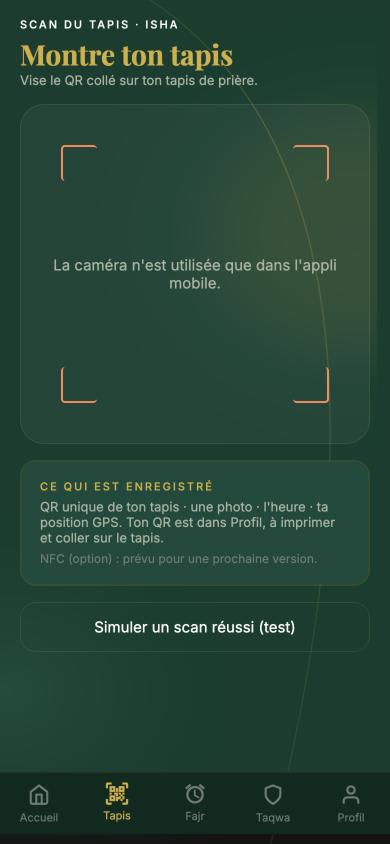 SCAN DU TAPIS · ISHA
Montre ton tapis
Vise le QR collé sur ton tapis de prière.
La caméra n'est utilisée que dans l'appli
mobile.
CE QUI EST ENREGISTRÉ
QR unique de ton tapis · une photo · l'heure · ta
position GPS. Ton QR est dans Profil, à imprimer
et coller sur le tapis.
NFC (option) : prévu pour une prochaine version.
Simuler un scan réussi (test)
Accueil Tapis Fajr Taqwa Profil